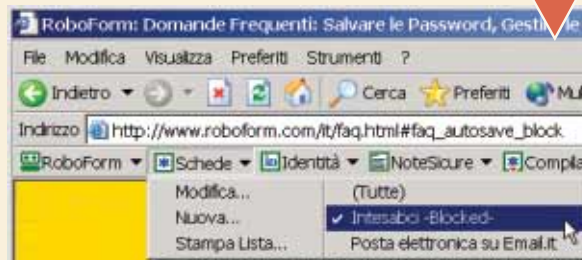 RoboForm: Domande Frequenti: Salvare le Password,
File Modifica Visualizza Preferiti Strumenti ?
Indietro Cerca Preferiti
Indirizzo http://www.roboform.com/it/faq.html#faq_autosave_block
RoboForm Schede Identità NoteSicure
Modifica... (Tutte)
Nuova... ✓ Intesabci -Blocked-
Stampa Lista... Posta elettronica su Email.it